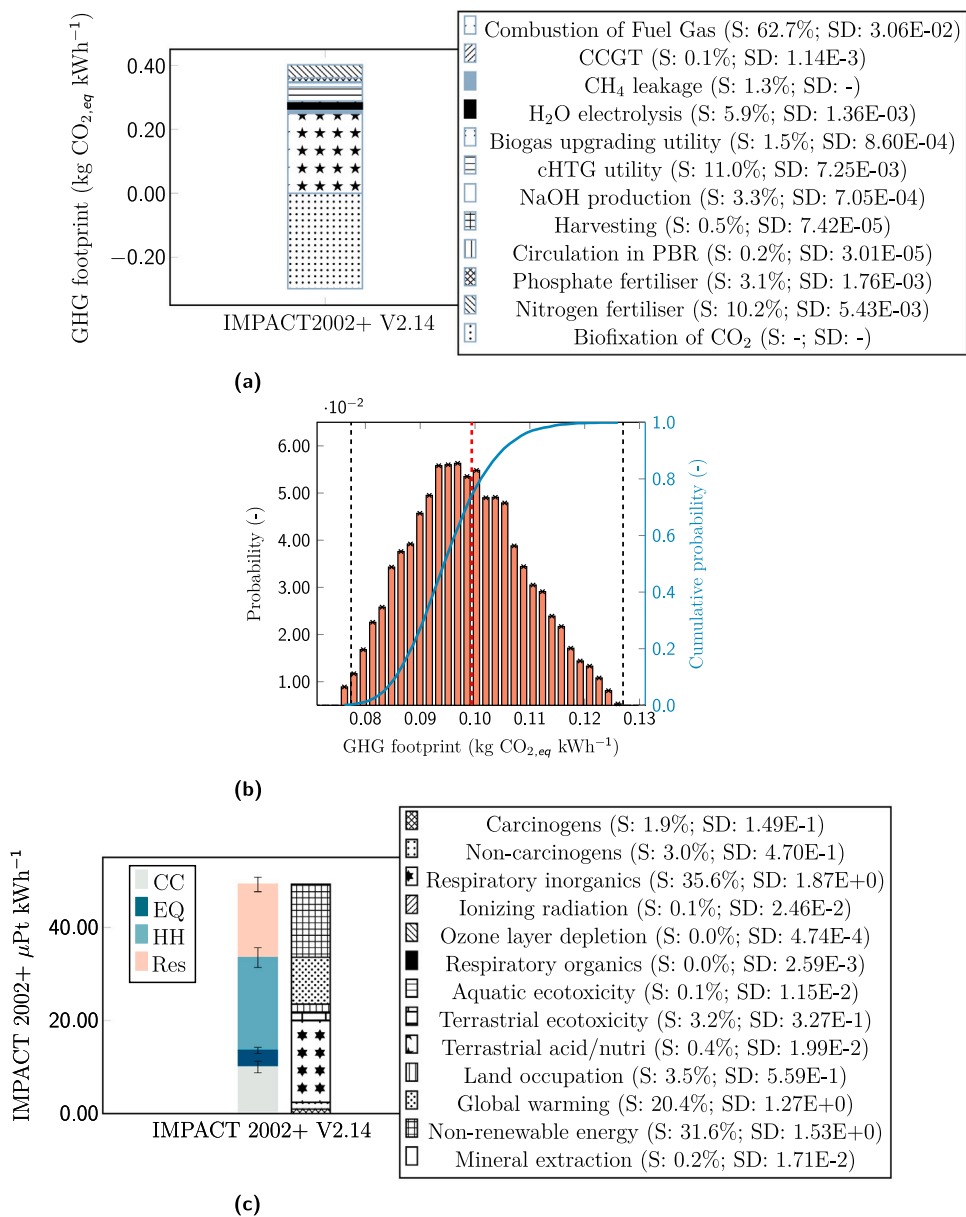 GHG footprint (kg CO2,eq kWh−1)
0.40
0.20
0.00
−0.20
IMPACT2002+ V2.14
Combustion of Fuel Gas (S: 62.7%; SD: 3.06E-02)
CCGT (S: 0.1%; SD: 1.14E-3)
CH4 leakage (S: 1.3%; SD: -)
H2O electrolysis (S: 5.9%; SD: 1.36E-03)
Biogas upgrading utility (S: 1.5%; SD: 8.60E-04)
cHTG utility (S: 11.0%; SD: 7.25E-03)
NaOH production (S: 3.3%; SD: 7.05E-04)
Harvesting (S: 0.5%; SD: 7.42E-05)
Circulation in PBR (S: 0.2%; SD: 3.01E-05)
Phosphate fertiliser (S: 3.1%; SD: 1.76E-03)
Nitrogen fertiliser (S: 10.2%; SD: 5.43E-03)
Biofixation of CO2 (S: -; SD: -)
(a)
·10−2
Probability (-)
6.00
5.00
4.00
3.00
2.00
1.00
0.08 0.09 0.10 0.11 0.12 0.13
GHG footprint (kg CO2,eq kWh−1)
1.0
0.8
0.6
0.4
0.2
0.0
Cumulative probability (-)
(b)
IMPACT 2002+ μPt kWh−1
40.00
20.00
0.00
CC
EQ
HH
Res
IMPACT 2002+ V2.14
Carcinogens (S: 1.9%; SD: 1.49E-1)
Non-carcinogens (S: 3.0%; SD: 4.70E-1)
Respiratory inorganics (S: 35.6%; SD: 1.87E+0)
Ionizing radiation (S: 0.1%; SD: 2.46E-2)
Ozone layer depletion (S: 0.0%; SD: 4.74E-4)
Respiratory organics (S: 0.0%; SD: 2.59E-3)
Aquatic ecotoxicity (S: 0.1%; SD: 1.15E-2)
Terrastrial ecotoxicity (S: 3.2%; SD: 3.27E-1)
Terrastrial acid/nutri (S: 0.4%; SD: 1.99E-2)
Land occupation (S: 3.5%; SD: 5.59E-1)
Global warming (S: 20.4%; SD: 1.27E+0)
Non-renewable energy (S: 31.6%; SD: 1.53E+0)
Mineral extraction (S: 0.2%; SD: 1.71E-2)
(c)